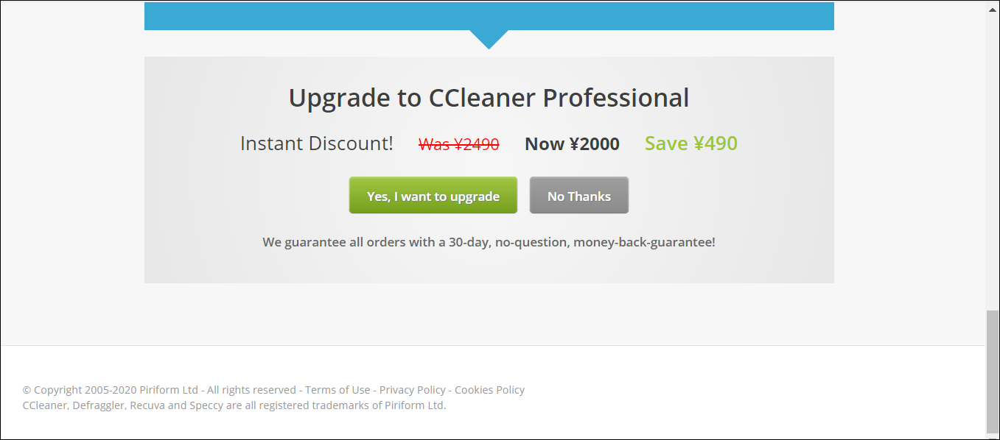 Upgrade to CCleaner Professional
Instant Discount! Was ¥2490 Now ¥2000 Save ¥490
Yes, I want to upgrade No Thanks
We guarantee all orders with a 30-day, no-question, money-back-guarantee!
© Copyright 2005-2020 Piriform Ltd - All rights reserved - Terms of Use - Privacy Policy - Cookies Policy
CCleaner, Defraggler, Recuva and Speccy are all registered trademarks of Piriform Ltd.